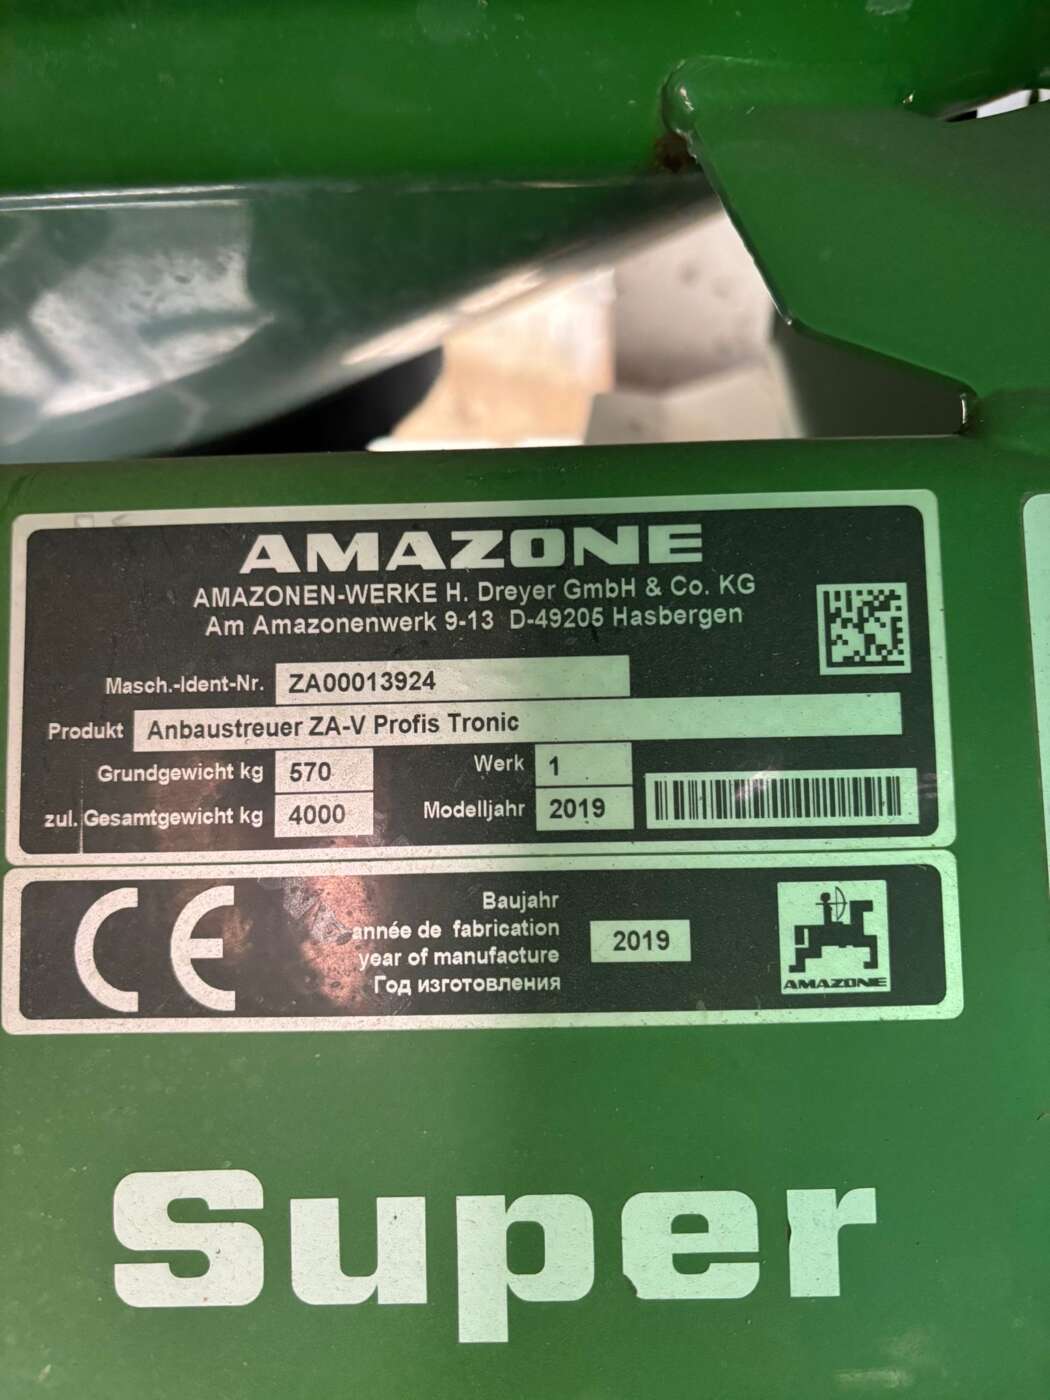 AMAZONE
AMAZONEN-WERKE H. Dreyer GmbH & Co. KG
Am Amazonenwerk 9-13 D-49205 Hasbergen
Masch.-Ident-Nr. ZA00013924
Produkt Anbaustreuer ZA-V Profis Tronic
Grundgewicht kg 570 Werk 1
zul. Gesamtgewicht kg 4000 Modelljahr 2019
Baujahr
année de fabrication
year of manufacture
Год изготовления
2019
CE
AMAZONE
Super